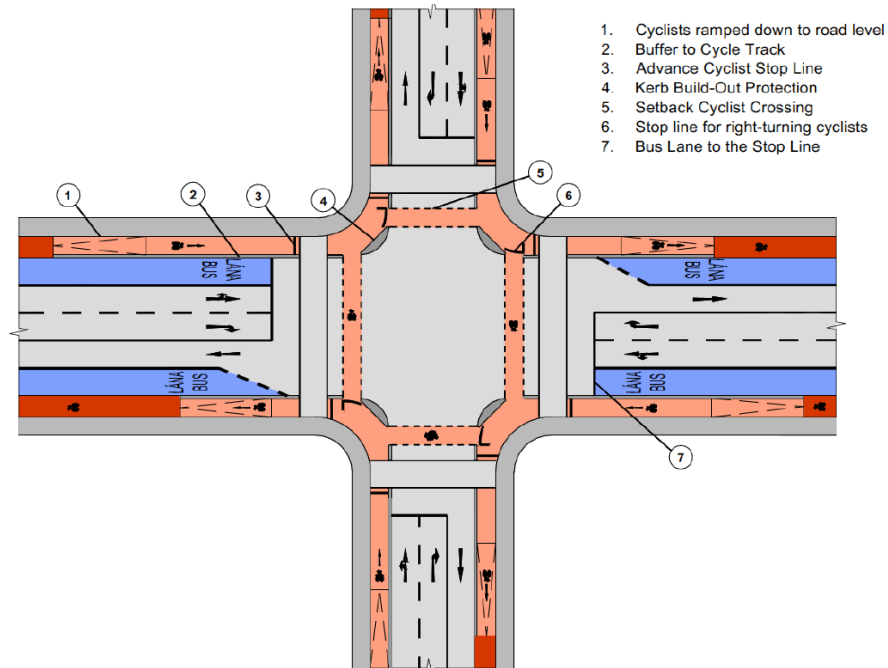 1. Cyclists ramped down to road level
2. Buffer to Cycle Track
3. Advance Cyclist Stop Line
4. Kerb Build-Out Protection
5. Setback Cyclist Crossing
6. Stop line for right-turning cyclists
7. Bus Lane to the Stop Line
1
2
3
4
5
6
LÁNA
BUS
LÁNA
BUS
LÁNA
BUS
LÁNA
BUS
7